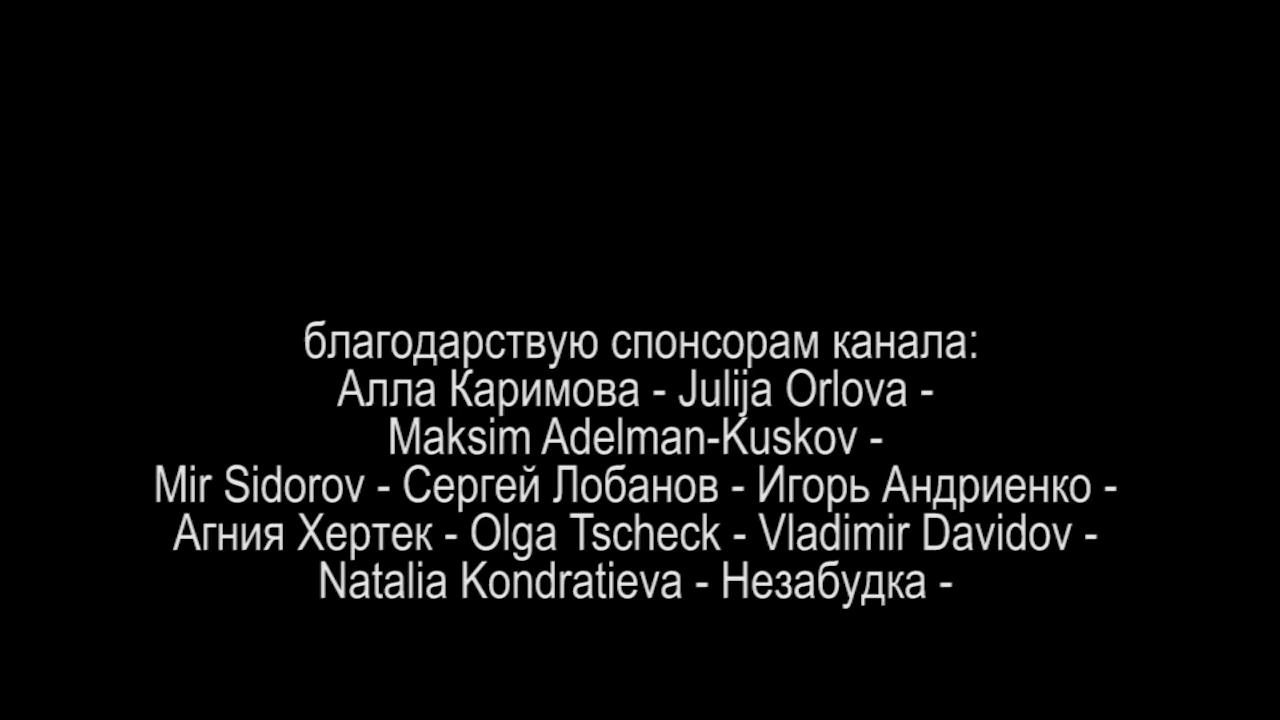 благодарствую спонсорам канала:
Алла Каримова - Julija Orlova -
Maksim Adelman-Kuskov -
Mir Sidorov - Сергей Лобанов - Игорь Андриенко -
Агния Хертек - Olga Tscheck - Vladimir Davidov -
Natalia Kondratieva - Незабудка -